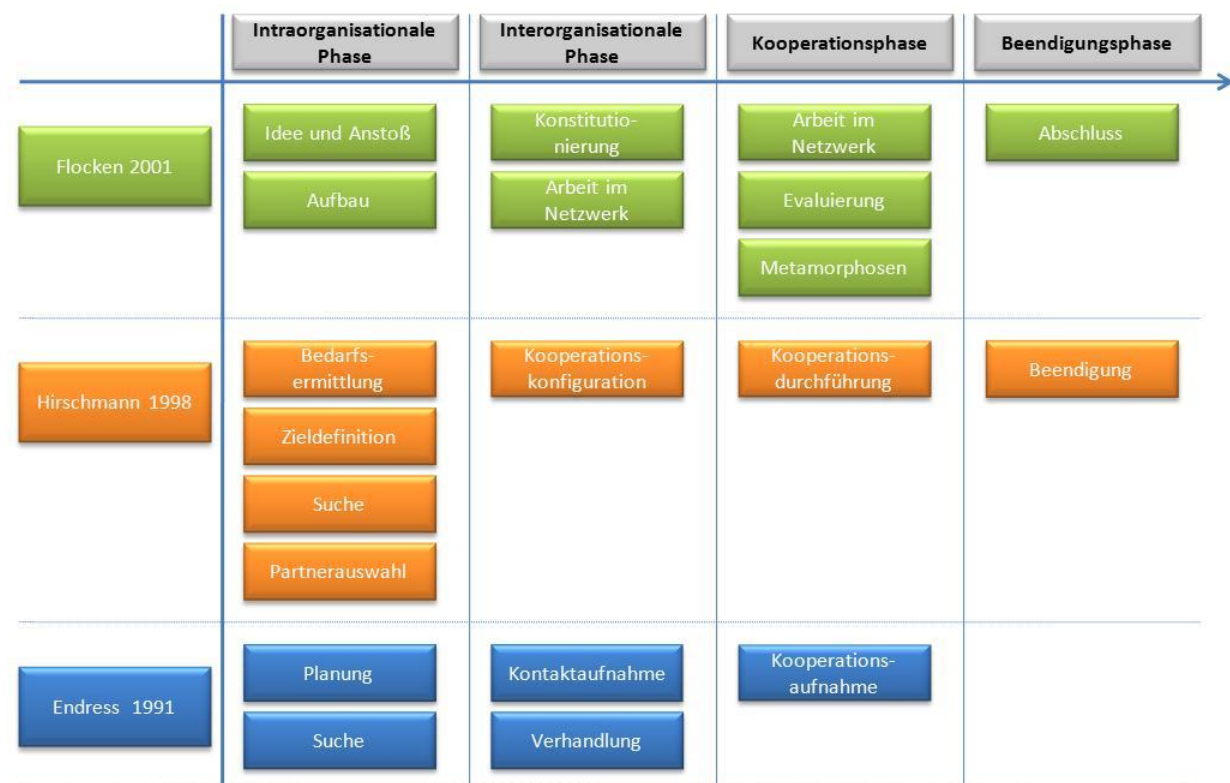 Intraorganisationale
Phase
Interorganisationale
Phase
Kooperationsphase
Beendigungsphase
Flocken 2001
Idee und Anstoß
Aufbau
Konstitutio-
nierung
Arbeit im
Netzwerk
Arbeit im
Netzwerk
Evaluierung
Metamorphosen
Abschluss
Hirschmann 1998
Bedarfs-
ermittlung
Zieldefinition
Suche
Partnerauswahl
Kooperations-
konfiguration
Kooperations-
durchführung
Beendigung
Endress 1991
Planung
Suche
Kontaktaufnahme
Verhandlung
Kooperations-
aufnahme